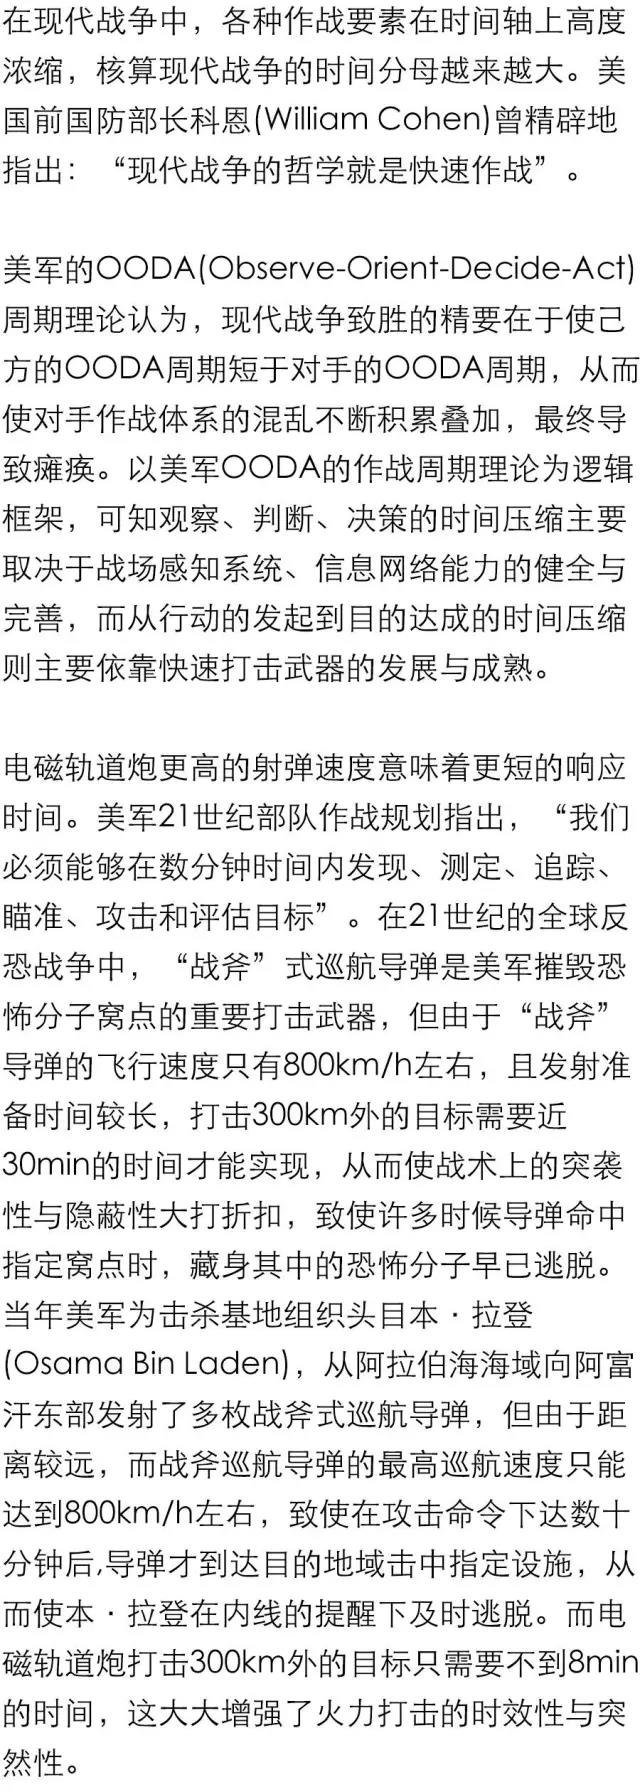 在现代战争中，各种作战要素在时间轴上高度
浓缩，核算现代战争的时间分母越来越大。美
国前国防部长科恩(William Cohen)曾精辟地
指出：“现代战争的哲学就是快速作战”。
美军的OODA(Observe-Orient-Decide-Act)
周期理论认为，现代战争致胜的精要在于使己
方的OODA周期短于对手的OODA周期，从而
使对手作战体系的混乱不断积累叠加，最终导
致瘫痪。以美军OODA的作战周期理论为逻辑
框架，可知观察、判断、决策的时间压缩主要
取决于战场感知系统、信息网络能力的健全与
完善，而从行动的发起到目的达成的时间压缩
则主要依靠快速打击武器的发展与成熟。
电磁轨道炮更高的射弹速度意味着更短的响应
时间。美军21世纪部队作战规划指出，“我们
必须能够在数分钟时间内发现、测定、追踪、
瞄准、攻击和评估目标”。在21世纪的全球反
恐战争中，“战斧”式巡航导弹是美军摧毁恐
怖分子窝点的重要打击武器，但由于“战斧”
导弹的飞行速度只有800km/h左右，且发射准
备时间较长，打击300km外的目标需要近
30min的时间才能实现，从而使战术上的突袭
性与隐蔽性大打折扣，致使许多时候导弹命中
指定窝点时，藏身其中的恐怖分子早已逃脱。
当年美军为击杀基地组织头目本·拉登
(Osama Bin Laden)，从阿拉伯海海域向阿富
汗东部发射了多枚战斧式巡航导弹，但由于距
离较远，而战斧巡航导弹的最高巡航速度只能
达到800km/h左右，致使在攻击命令下达数十
分钟后,导弹才到达目的地域击中指定设施，从
而使本·拉登在内线的提醒下及时逃脱。而电
磁轨道炮打击300km外的目标只需要不到8min
的时间，这大大增强了火力打击的时效性与突
然性。